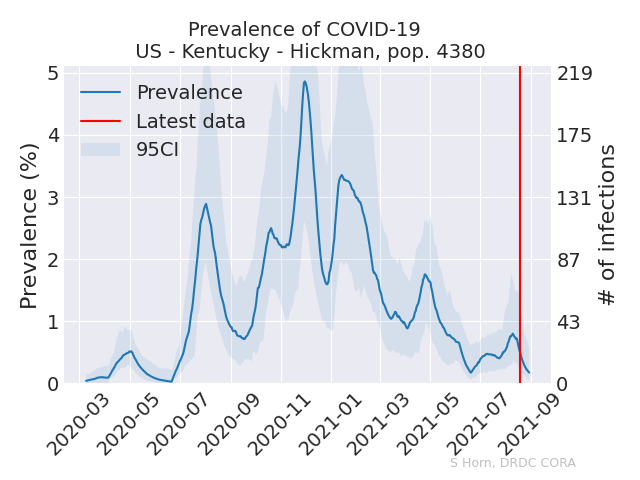 Prevalence of COVID-19
US - Kentucky - Hickman, pop. 4380
Prevalence
Latest data
95CI
Prevalence (%)
5
4
3
2
1
0
219
175
131
87
43
0
# of infections
2020-03
2020-05
2020-07
2020-09
2020-11
2021-01
2021-03
2021-05
2021-07
2021-09
S Horn, DRDC CORA